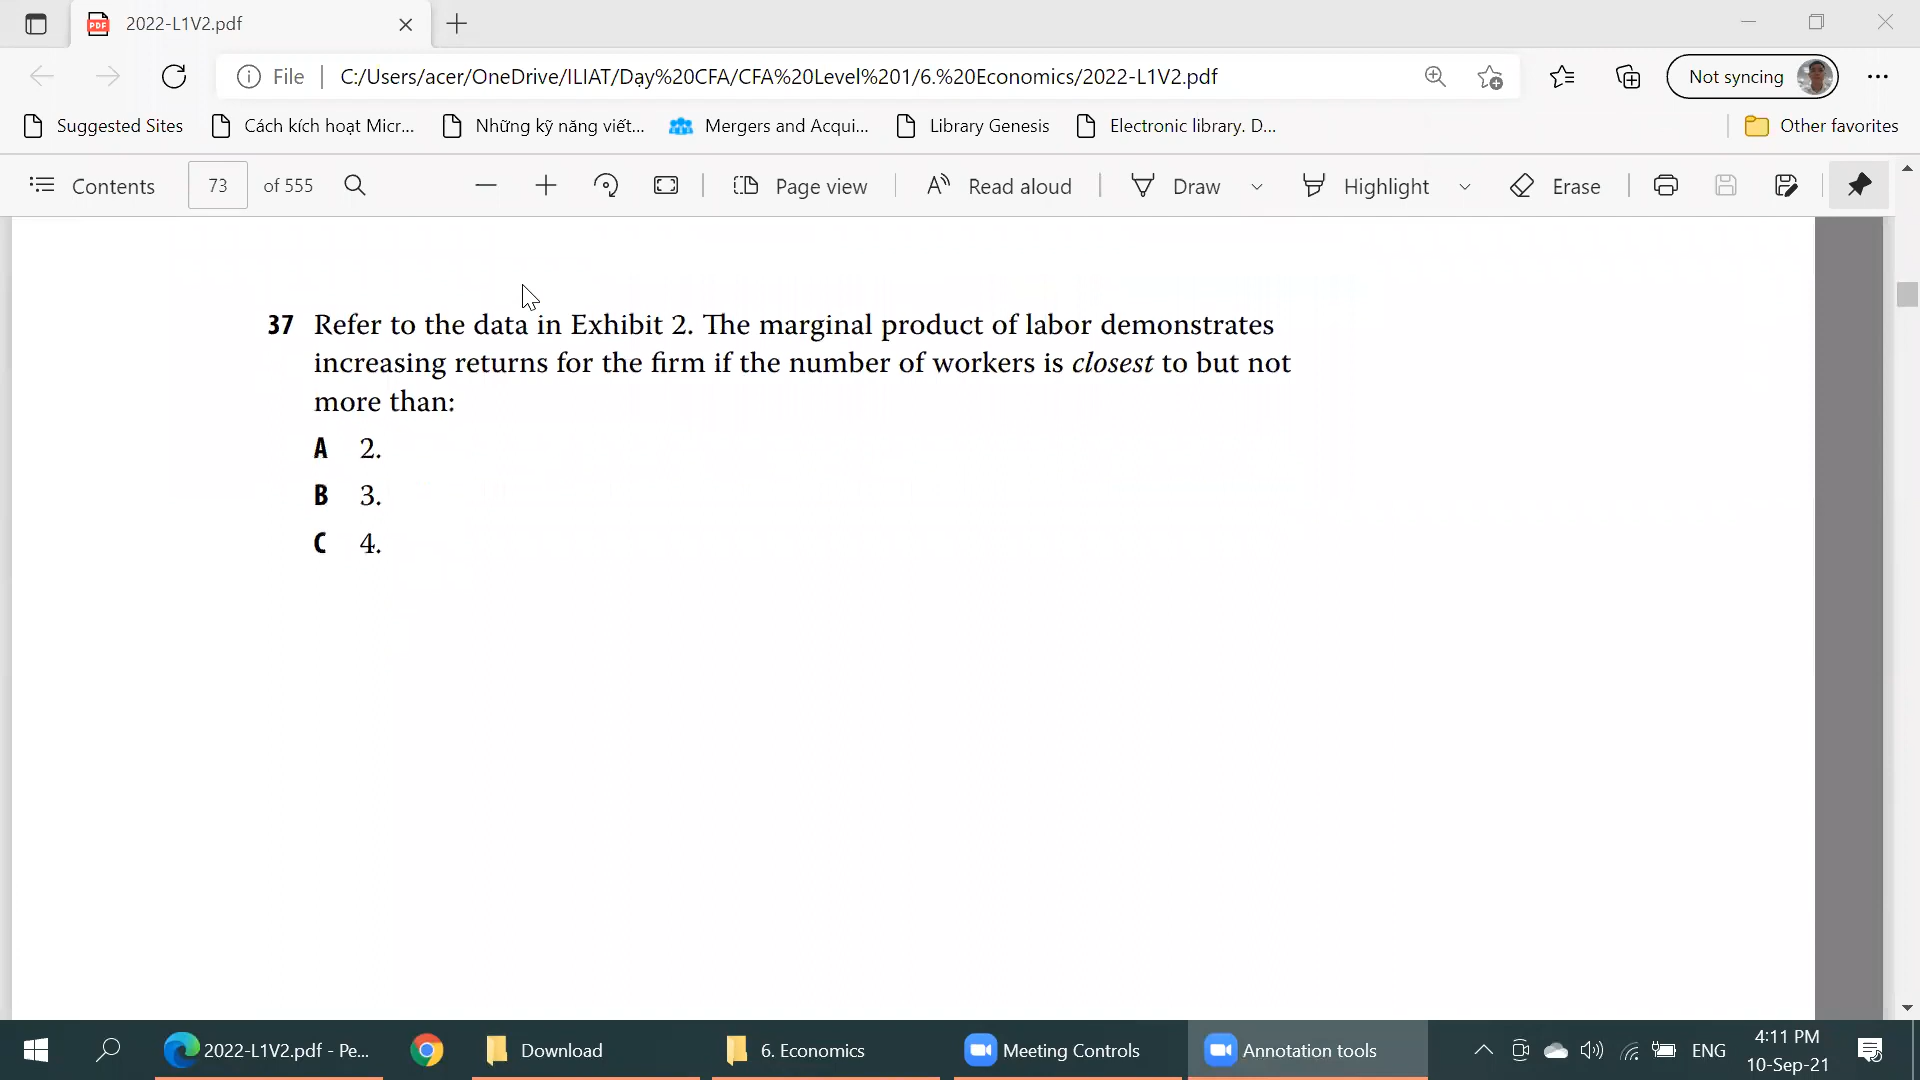 2022-L1V2.pdf
File C:/Users/acer/OneDrive/ILIAT/Dạy%20CFA/CFA%20Level%201/6.%20Economics/2022-L1V2.pdf Not syncing
Suggested Sites Cách kích hoạt Micr... Những kỹ năng viết... Mergers and Acqui... Library Genesis Electronic library. D... Other favorites
Contents 73 of 555 Page view Read aloud Draw Highlight Erase
37 Refer to the data in Exhibit 2. The marginal product of labor demonstrates
increasing returns for the firm if the number of workers is closest to but not
more than:
A 2.
B 3.
C 4.
2022-L1V2.pdf - Pe... Download 6. Economics Meeting Controls Annotation tools ENG 4:11 PM
10-Sep-21